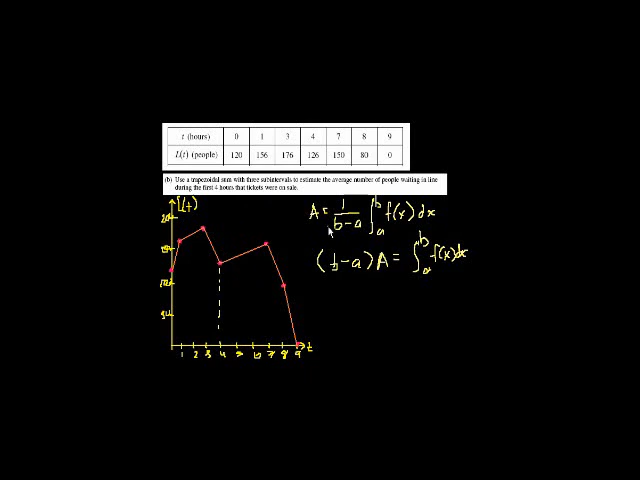 t (hours) 0 1 3 4 7 8 9
L(t) (people) 120 156 176 126 150 80 0
(b) Use a trapezoidal sum with three subintervals to estimate the average number of people waiting in line
during the first 4 hours that tickets were on sale.
L(t)
A = 1/(b-a) ∫_a^b f(x) dx
(b-a) A = ∫_a^b f(x) dx
1 2 3 4 5 6 7 8 9 t